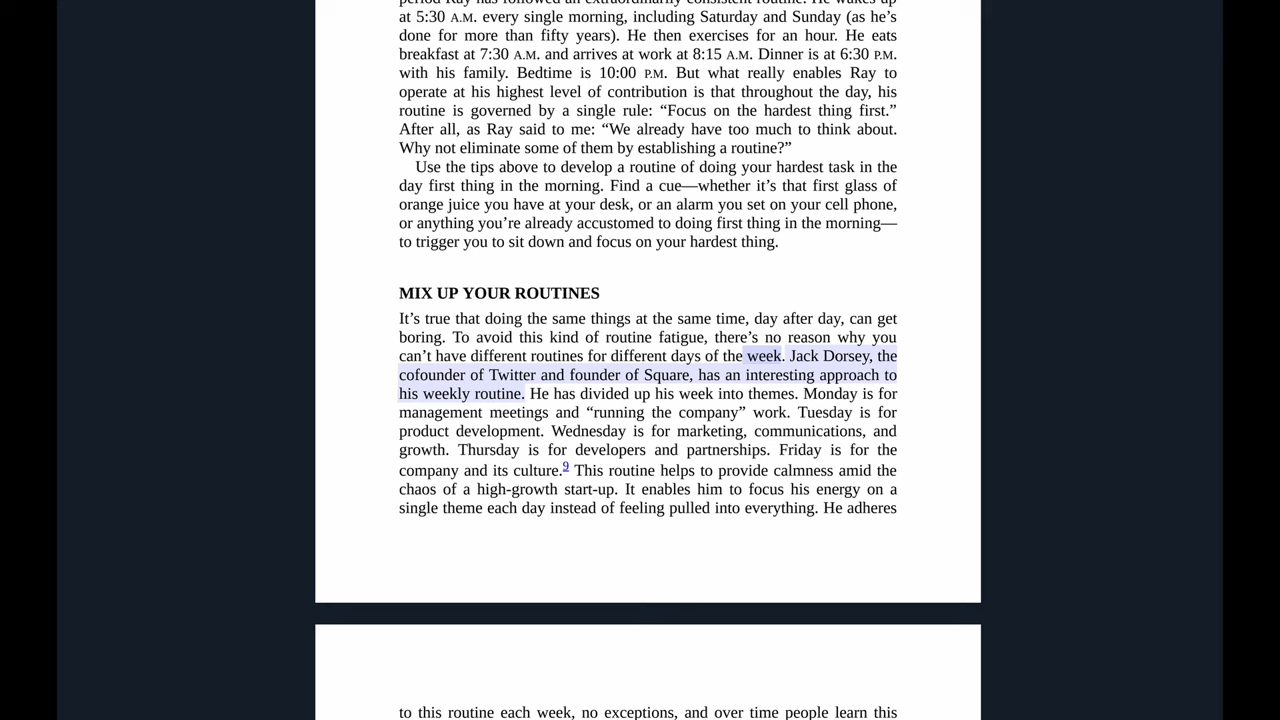 period Ray has followed an extraordinarily consistent routine. He wakes up
at 5:30 A.M. every single morning, including Saturday and Sunday (as he’s
done for more than fifty years). He then exercises for an hour. He eats
breakfast at 7:30 A.M. and arrives at work at 8:15 A.M. Dinner is at 6:30 P.M.
with his family. Bedtime is 10:00 P.M. But what really enables Ray to
operate at his highest level of contribution is that throughout the day, his
routine is governed by a single rule: “Focus on the hardest thing first.”
After all, as Ray said to me: “We already have too much to think about.
Why not eliminate some of them by establishing a routine?”
Use the tips above to develop a routine of doing your hardest task in the
day first thing in the morning. Find a cue—whether it’s that first glass of
orange juice you have at your desk, or an alarm you set on your cell phone,
or anything you’re already accustomed to doing first thing in the morning—
to trigger you to sit down and focus on your hardest thing.
MIX UP YOUR ROUTINES
It’s true that doing the same things at the same time, day after day, can get
boring. To avoid this kind of routine fatigue, there’s no reason why you
can’t have different routines for different days of the week. Jack Dorsey, the
cofounder of Twitter and founder of Square, has an interesting approach to
his weekly routine. He has divided up his week into themes. Monday is for
management meetings and “running the company” work. Tuesday is for
product development. Wednesday is for marketing, communications, and
growth. Thursday is for developers and partnerships. Friday is for the
company and its culture.9 This routine helps to provide calmness amid the
chaos of a high-growth start-up. It enables him to focus his energy on a
single theme each day instead of feeling pulled into everything. He adheres
to this routine each week, no exceptions, and over time people learn this